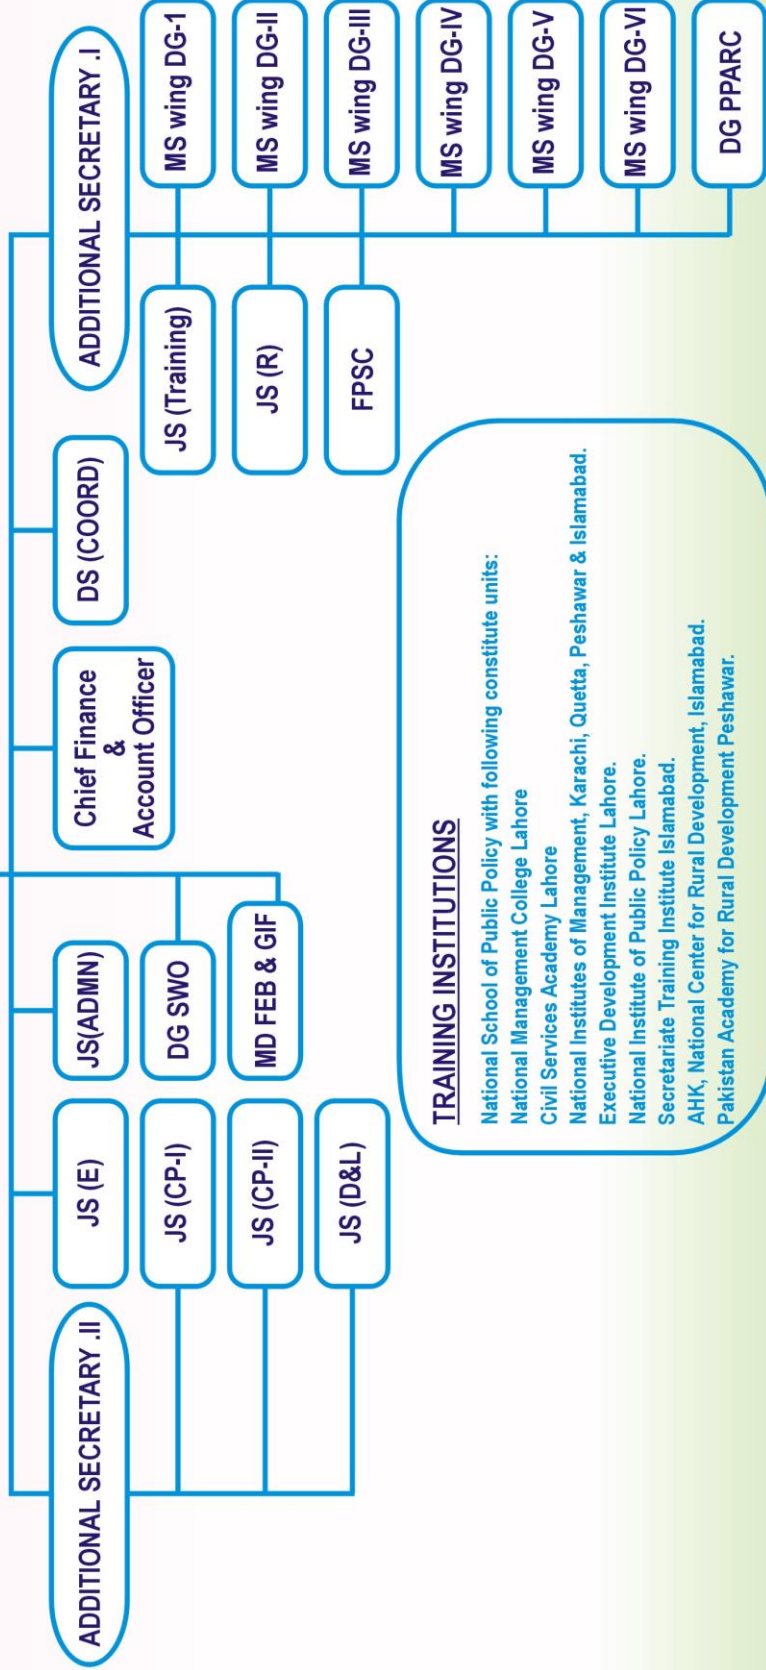 ADDITIONAL SECRETARY .II
JS (E)
JS(ADMN)
Chief Finance
&
Account Officer
DS (COORD)
ADDITIONAL SECRETARY .I
JS (CP-I)
DG SWO
JS (Training)
MS wing DG-1
JS (CP-II)
MD FEB & GIF
JS (R)
MS wing DG-II
JS (D&L)
FPSC
MS wing DG-III
MS wing DG-IV
MS wing DG-V
MS wing DG-VI
DG PPARC
TRAINING INSTITUTIONS
National School of Public Policy with following constitute units:
National Management College Lahore
Civil Services Academy Lahore
National Institutes of Management, Karachi, Quetta, Peshawar & Islamabad.
Executive Development Institute Lahore.
National Institute of Public Policy Lahore.
Secretariate Training Institute Islamabad.
AHK, National Center for Rural Development, Islamabad.
Pakistan Academy for Rural Development Peshawar.